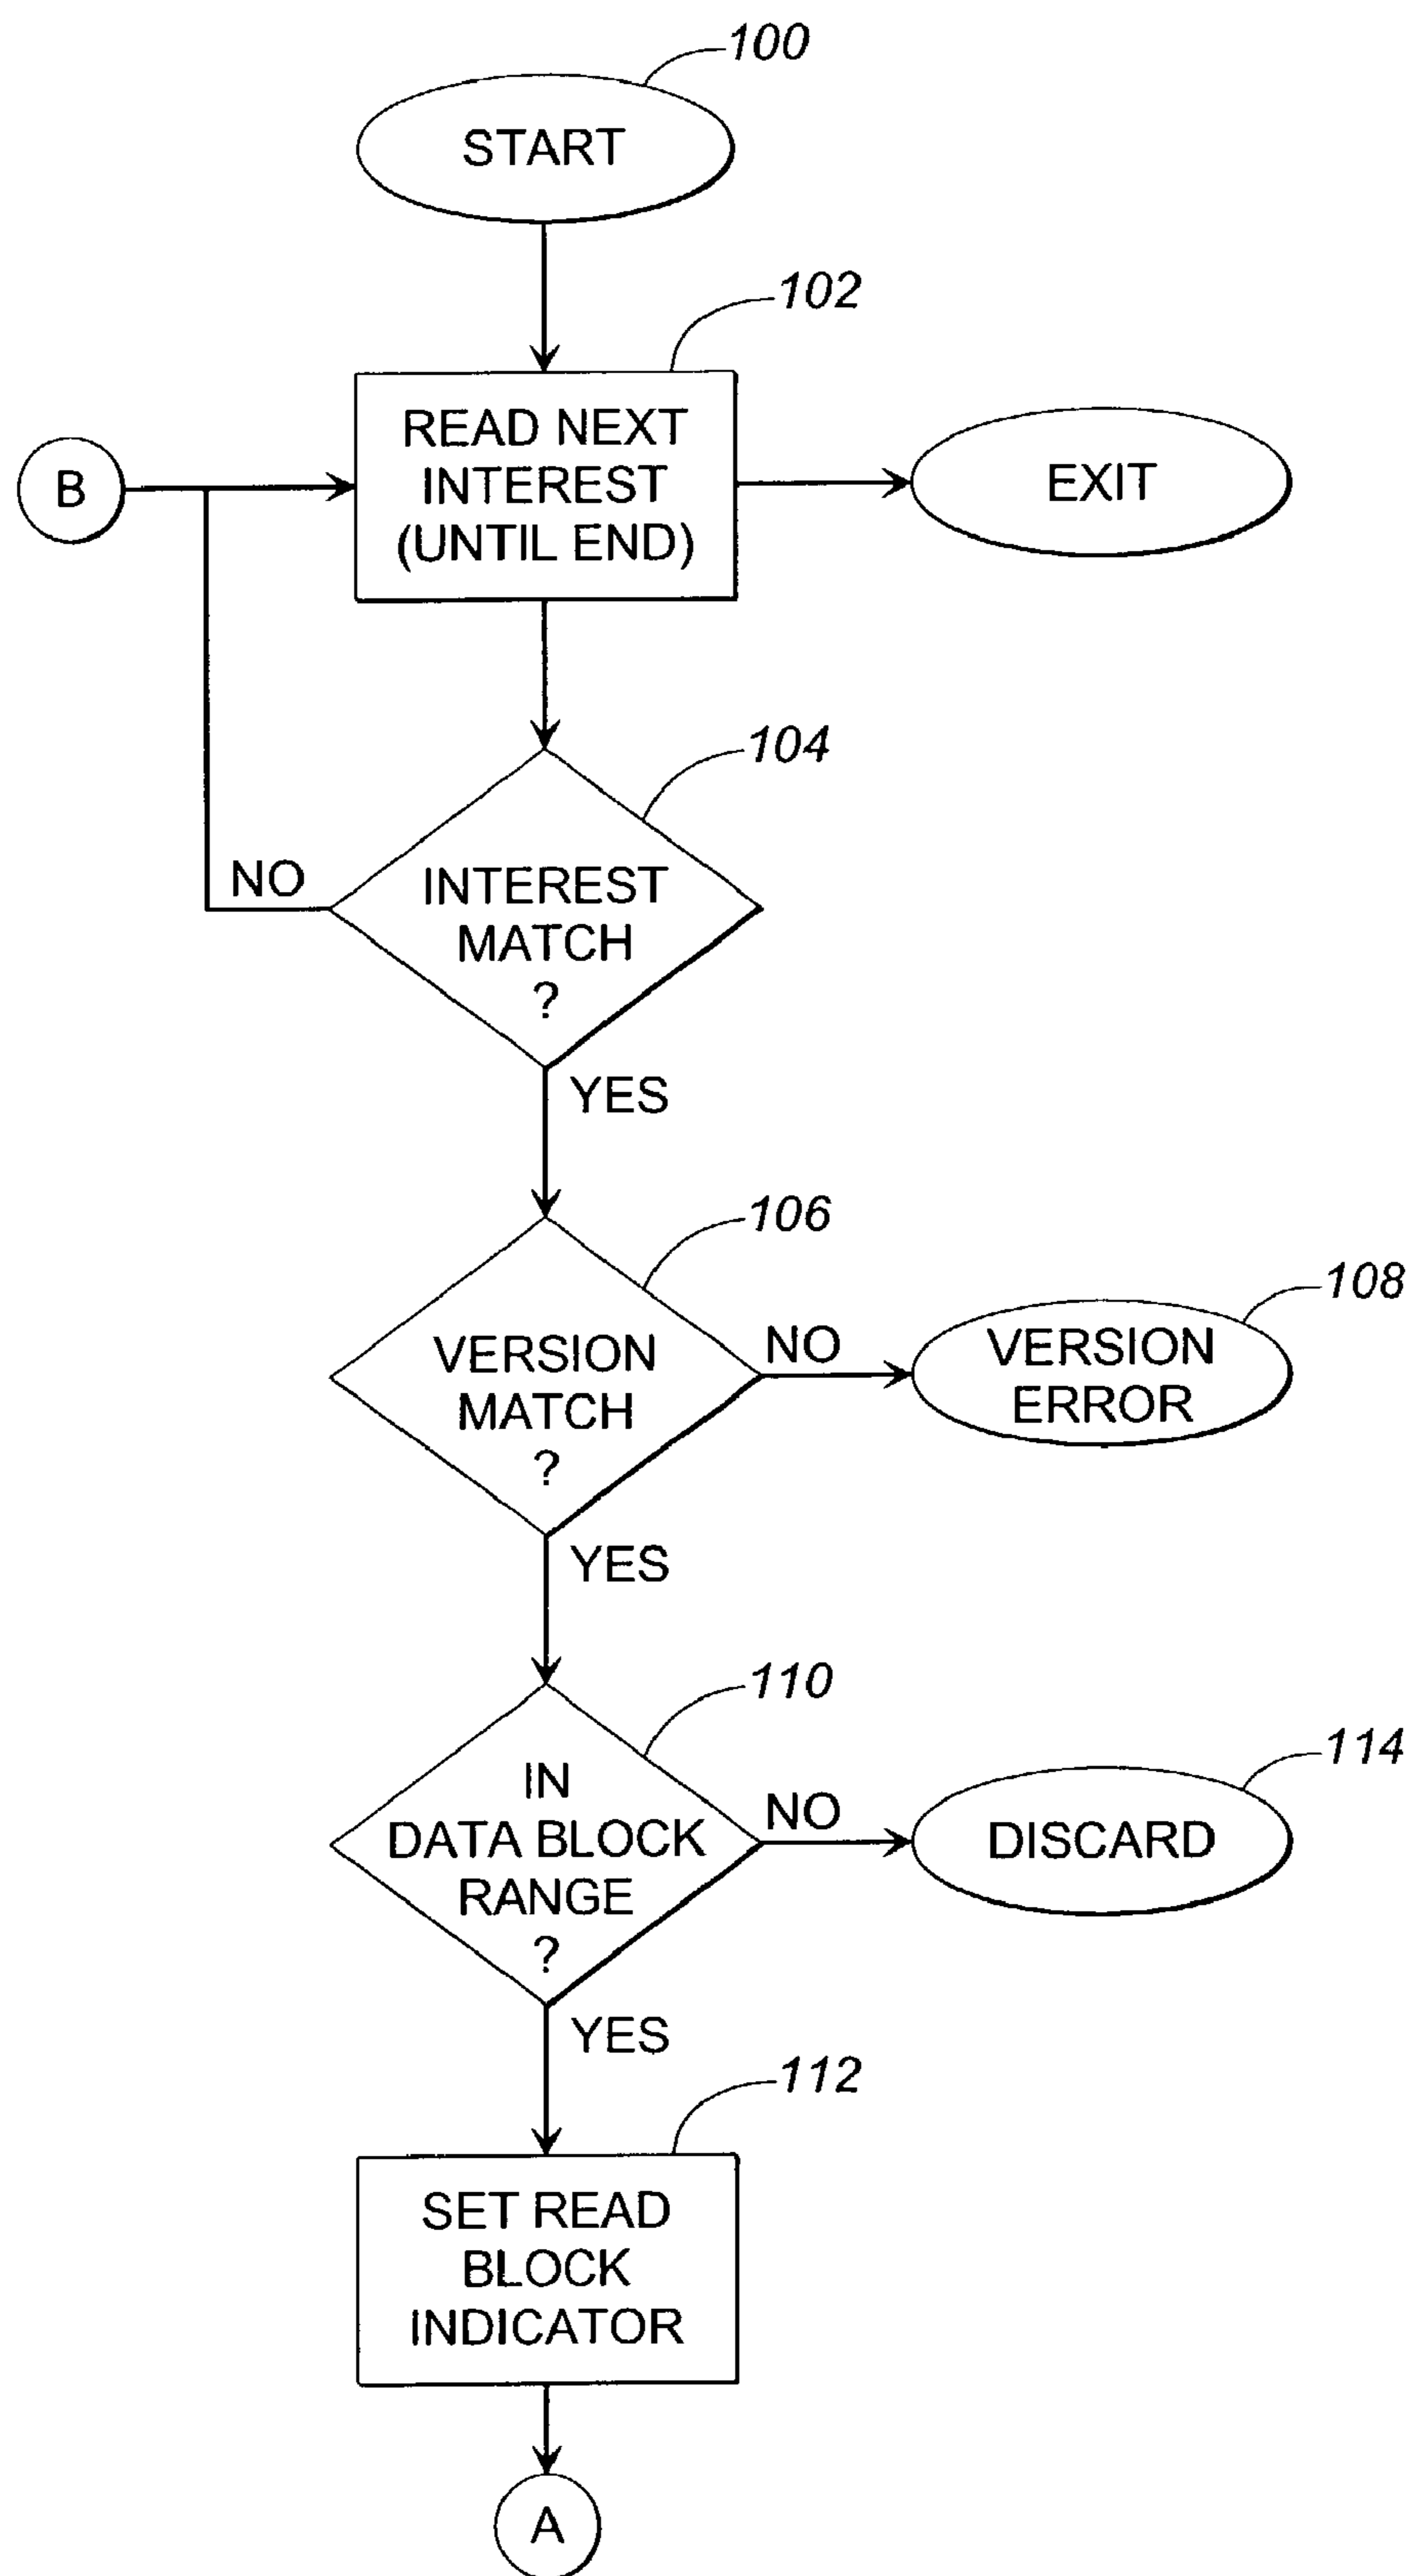 100
START
102
READ NEXT
INTEREST
(UNTIL END)
B
EXIT
104
NO
INTEREST
MATCH
?
YES
106
VERSION
MATCH
?
NO
108
VERSION
ERROR
YES
110
IN
DATA BLOCK
RANGE
?
NO
114
DISCARD
YES
112
SET READ
BLOCK
INDICATOR
A